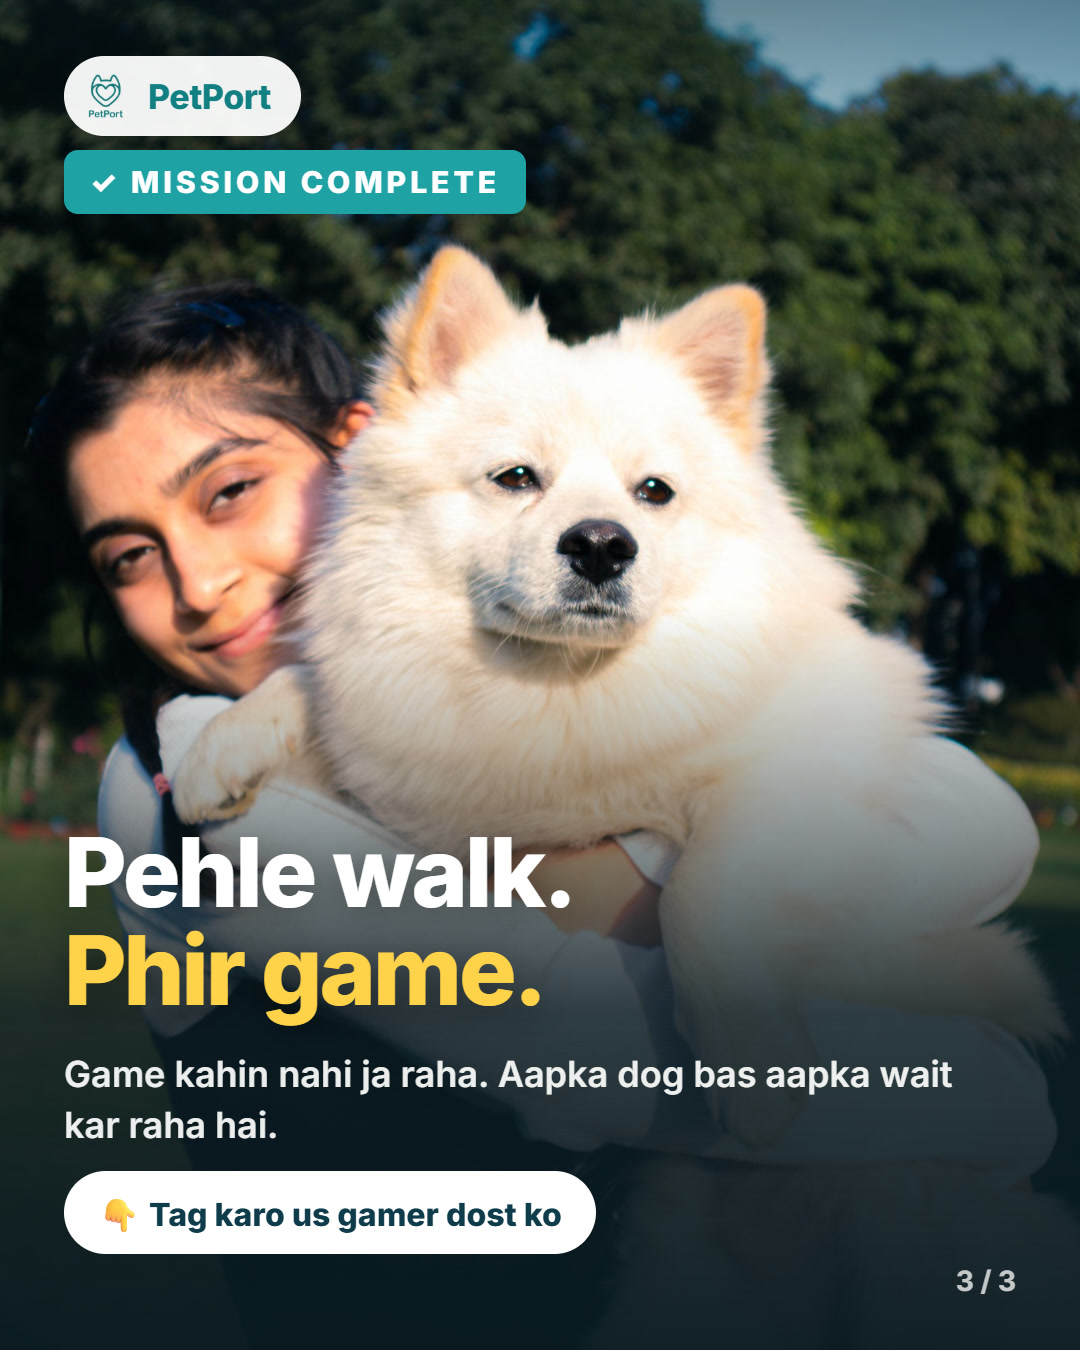 PetPort
PetPort
✓ MISSION COMPLETE
Pehle walk.
Phir game.
Game kahin nahi ja raha. Aapka dog bas aapka wait
kar raha hai.
👇 Tag karo us gamer dost ko
3 / 3